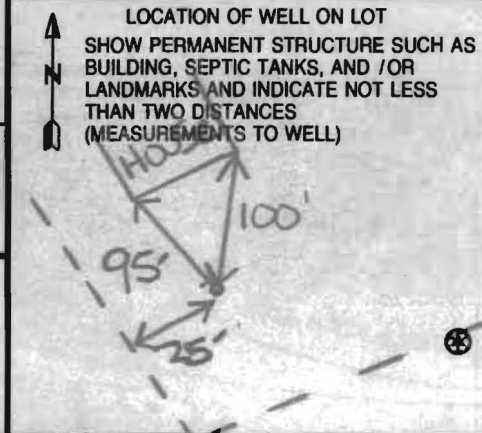 LOCATION OF WELL ON LOT
SHOW PERMANENT STRUCTURE SUCH AS
BUILDING, SEPTIC TANKS, AND / OR
LANDMARKS AND INDICATE NOT LESS
THAN TWO DISTANCES
(MEASUREMENTS TO WELL)
N
HOUSE
100'
95'
25'